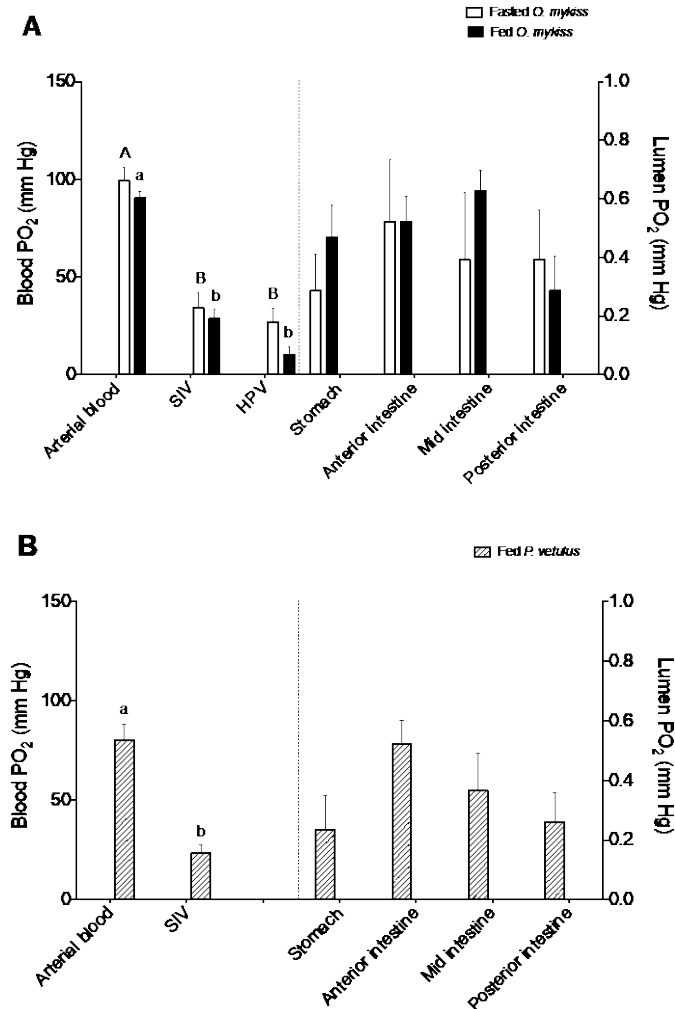 A
Fasted O. mykiss
Fed O. mykiss
150
100
50
0
Blood PO2 (mm Hg)
A
a
B
b
B
b
1.0
0.8
0.6
0.4
0.2
0.0
Lumen PO2 (mm Hg)
Arterial blood
SIV
HPV
Stomach
Anterior intestine
Mid intestine
Posterior intestine
B
Fed P. vetulus
150
100
50
0
Blood PO2 (mm Hg)
a
b
1.0
0.8
0.6
0.4
0.2
0.0
Lumen PO2 (mm Hg)
Arterial blood
SIV
Stomach
Anterior intestine
Mid intestine
Posterior intestine